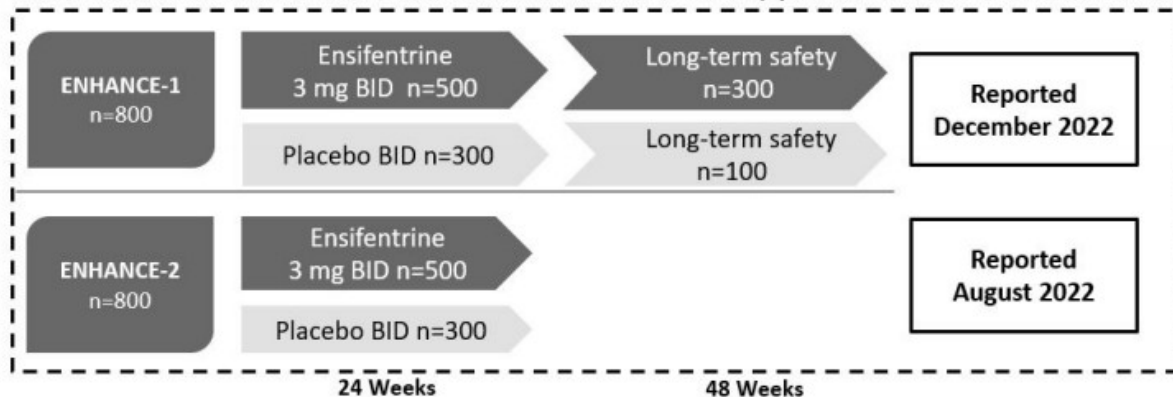 ENHANCE-1
n=800
Ensifentrine
3 mg BID n=500
Long-term safety
n=300
Placebo BID n=300
Long-term safety
n=100
Reported
December 2022
ENHANCE-2
n=800
Ensifentrine
3 mg BID n=500
Placebo BID n=300
Reported
August 2022
24 Weeks
48 Weeks